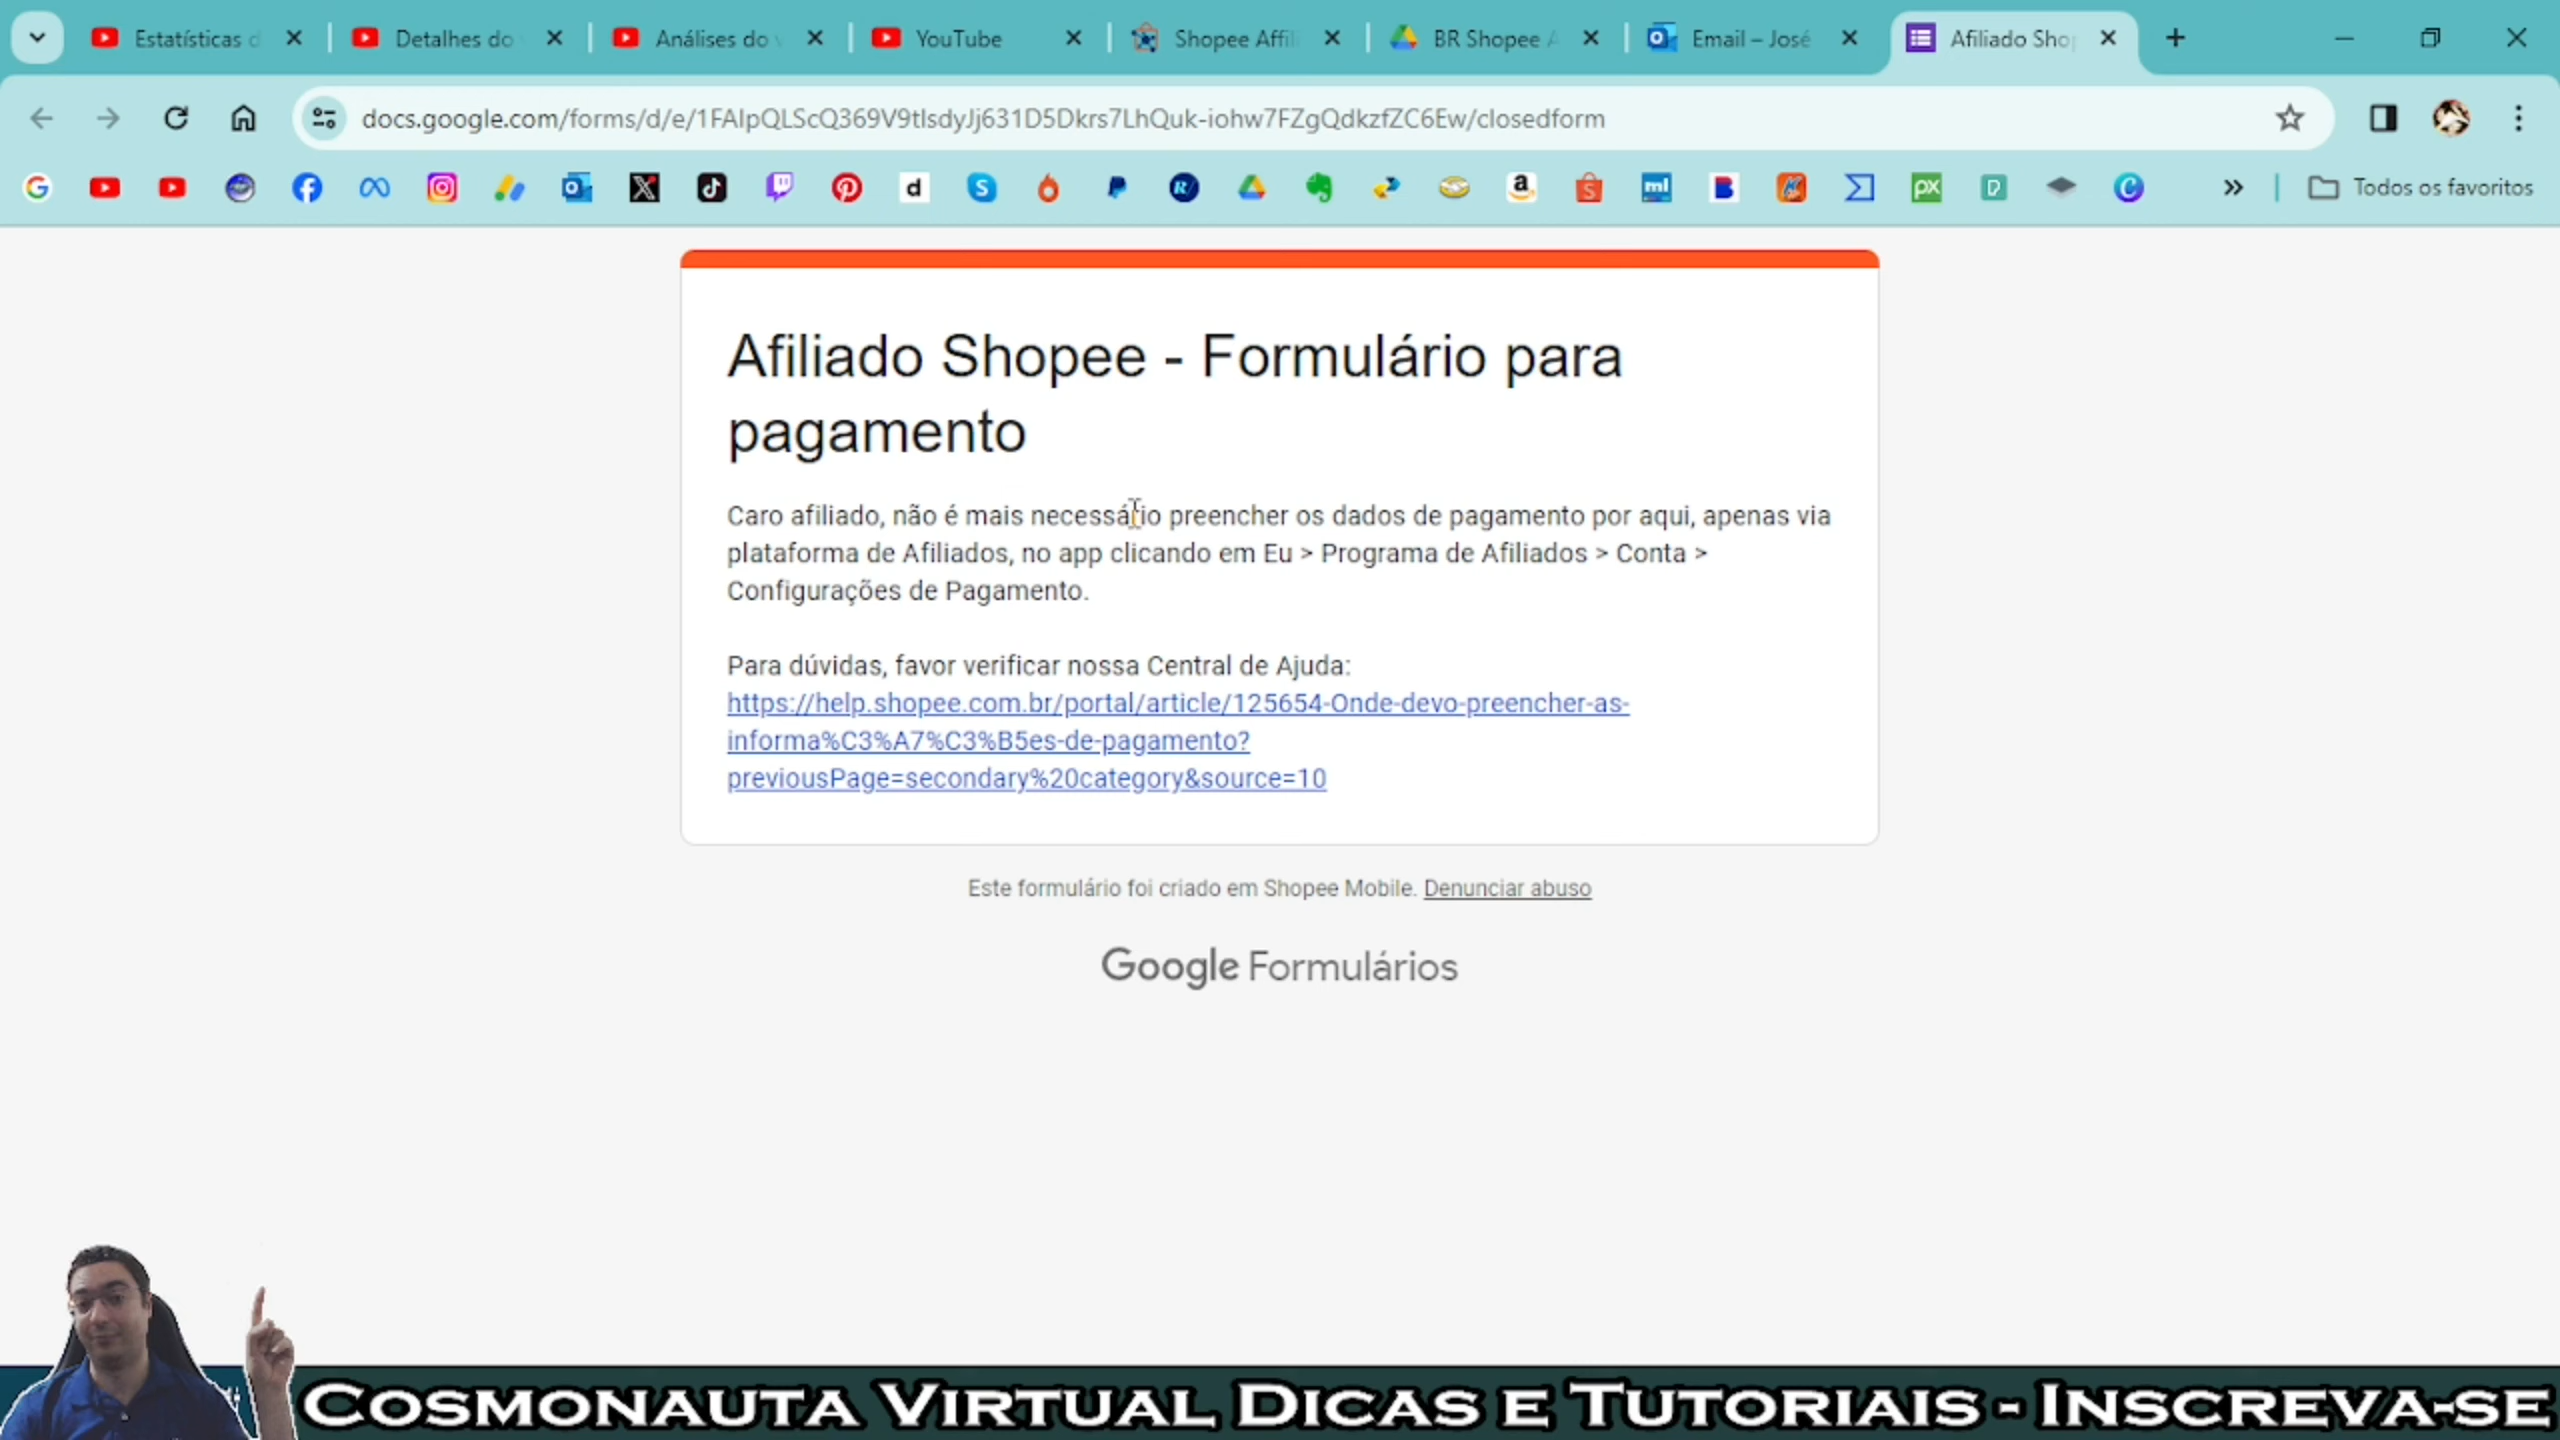 Estatísticas d
Detalhes do
Análises do v
YouTube
Shopee Affili
BR Shopee A
Email – José
Afiliado Shop
docs.google.com/forms/d/e/1FAIpQLScQ369V9tlsdyJj631D5Dkrs7LhQuk-iohw7FZgQdkzfZC6Ew/closedform
Todos os favoritos
Afiliado Shopee - Formulário para
pagamento
Caro afiliado, não é mais necessário preencher os dados de pagamento por aqui, apenas via
plataforma de Afiliados, no app clicando em Eu > Programa de Afiliados > Conta >
Configurações de Pagamento.
Para dúvidas, favor verificar nossa Central de Ajuda:
https://help.shopee.com.br/portal/article/125654-Onde-devo-preencher-as-
informa%C3%A7%C3%B5es-de-pagamento?
previousPage=secondary%20category&source=10
Este formulário foi criado em Shopee Mobile. Denunciar abuso
Google Formulários
Cosmonauta Virtual Dicas e Tutoriais - Inscreva-se